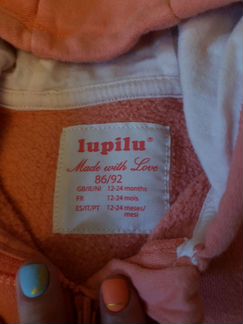 lupilu®
Made with Love
86/92
GB/IE/NI 12-24 months
FR 12-24 mois
ES/IT/PT 12-24 meses/
mesi